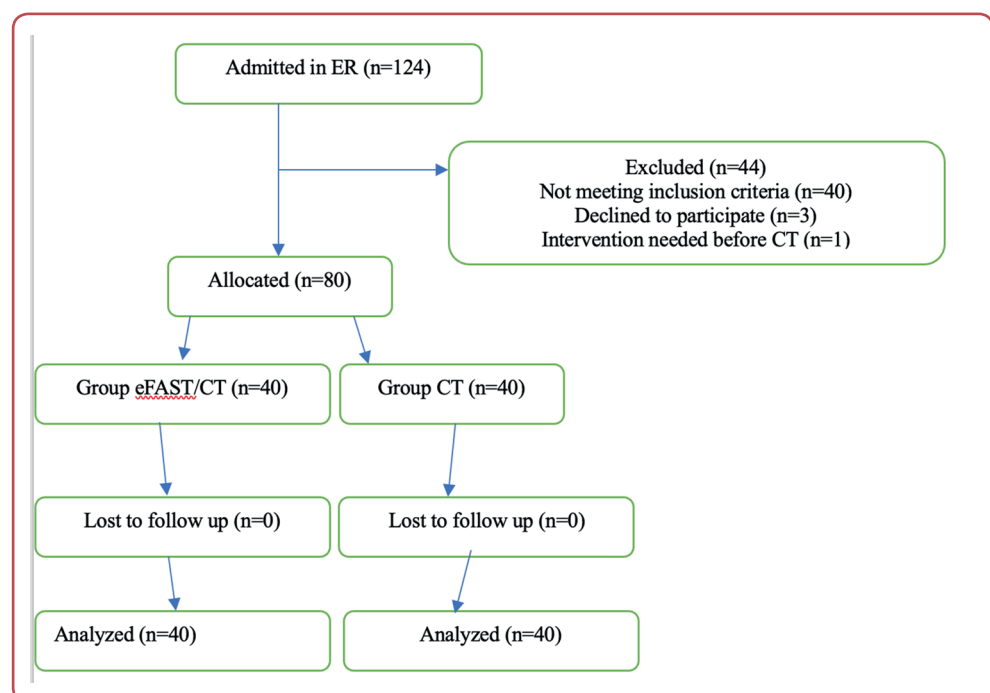 Admitted in ER (n=124)
Excluded (n=44)
Not meeting inclusion criteria (n=40)
Declined to participate (n=3)
Intervention needed before CT (n=1)
Allocated (n=80)
Group eFAST/CT (n=40)
Group CT (n=40)
Lost to follow up (n=0)
Lost to follow up (n=0)
Analyzed (n=40)
Analyzed (n=40)